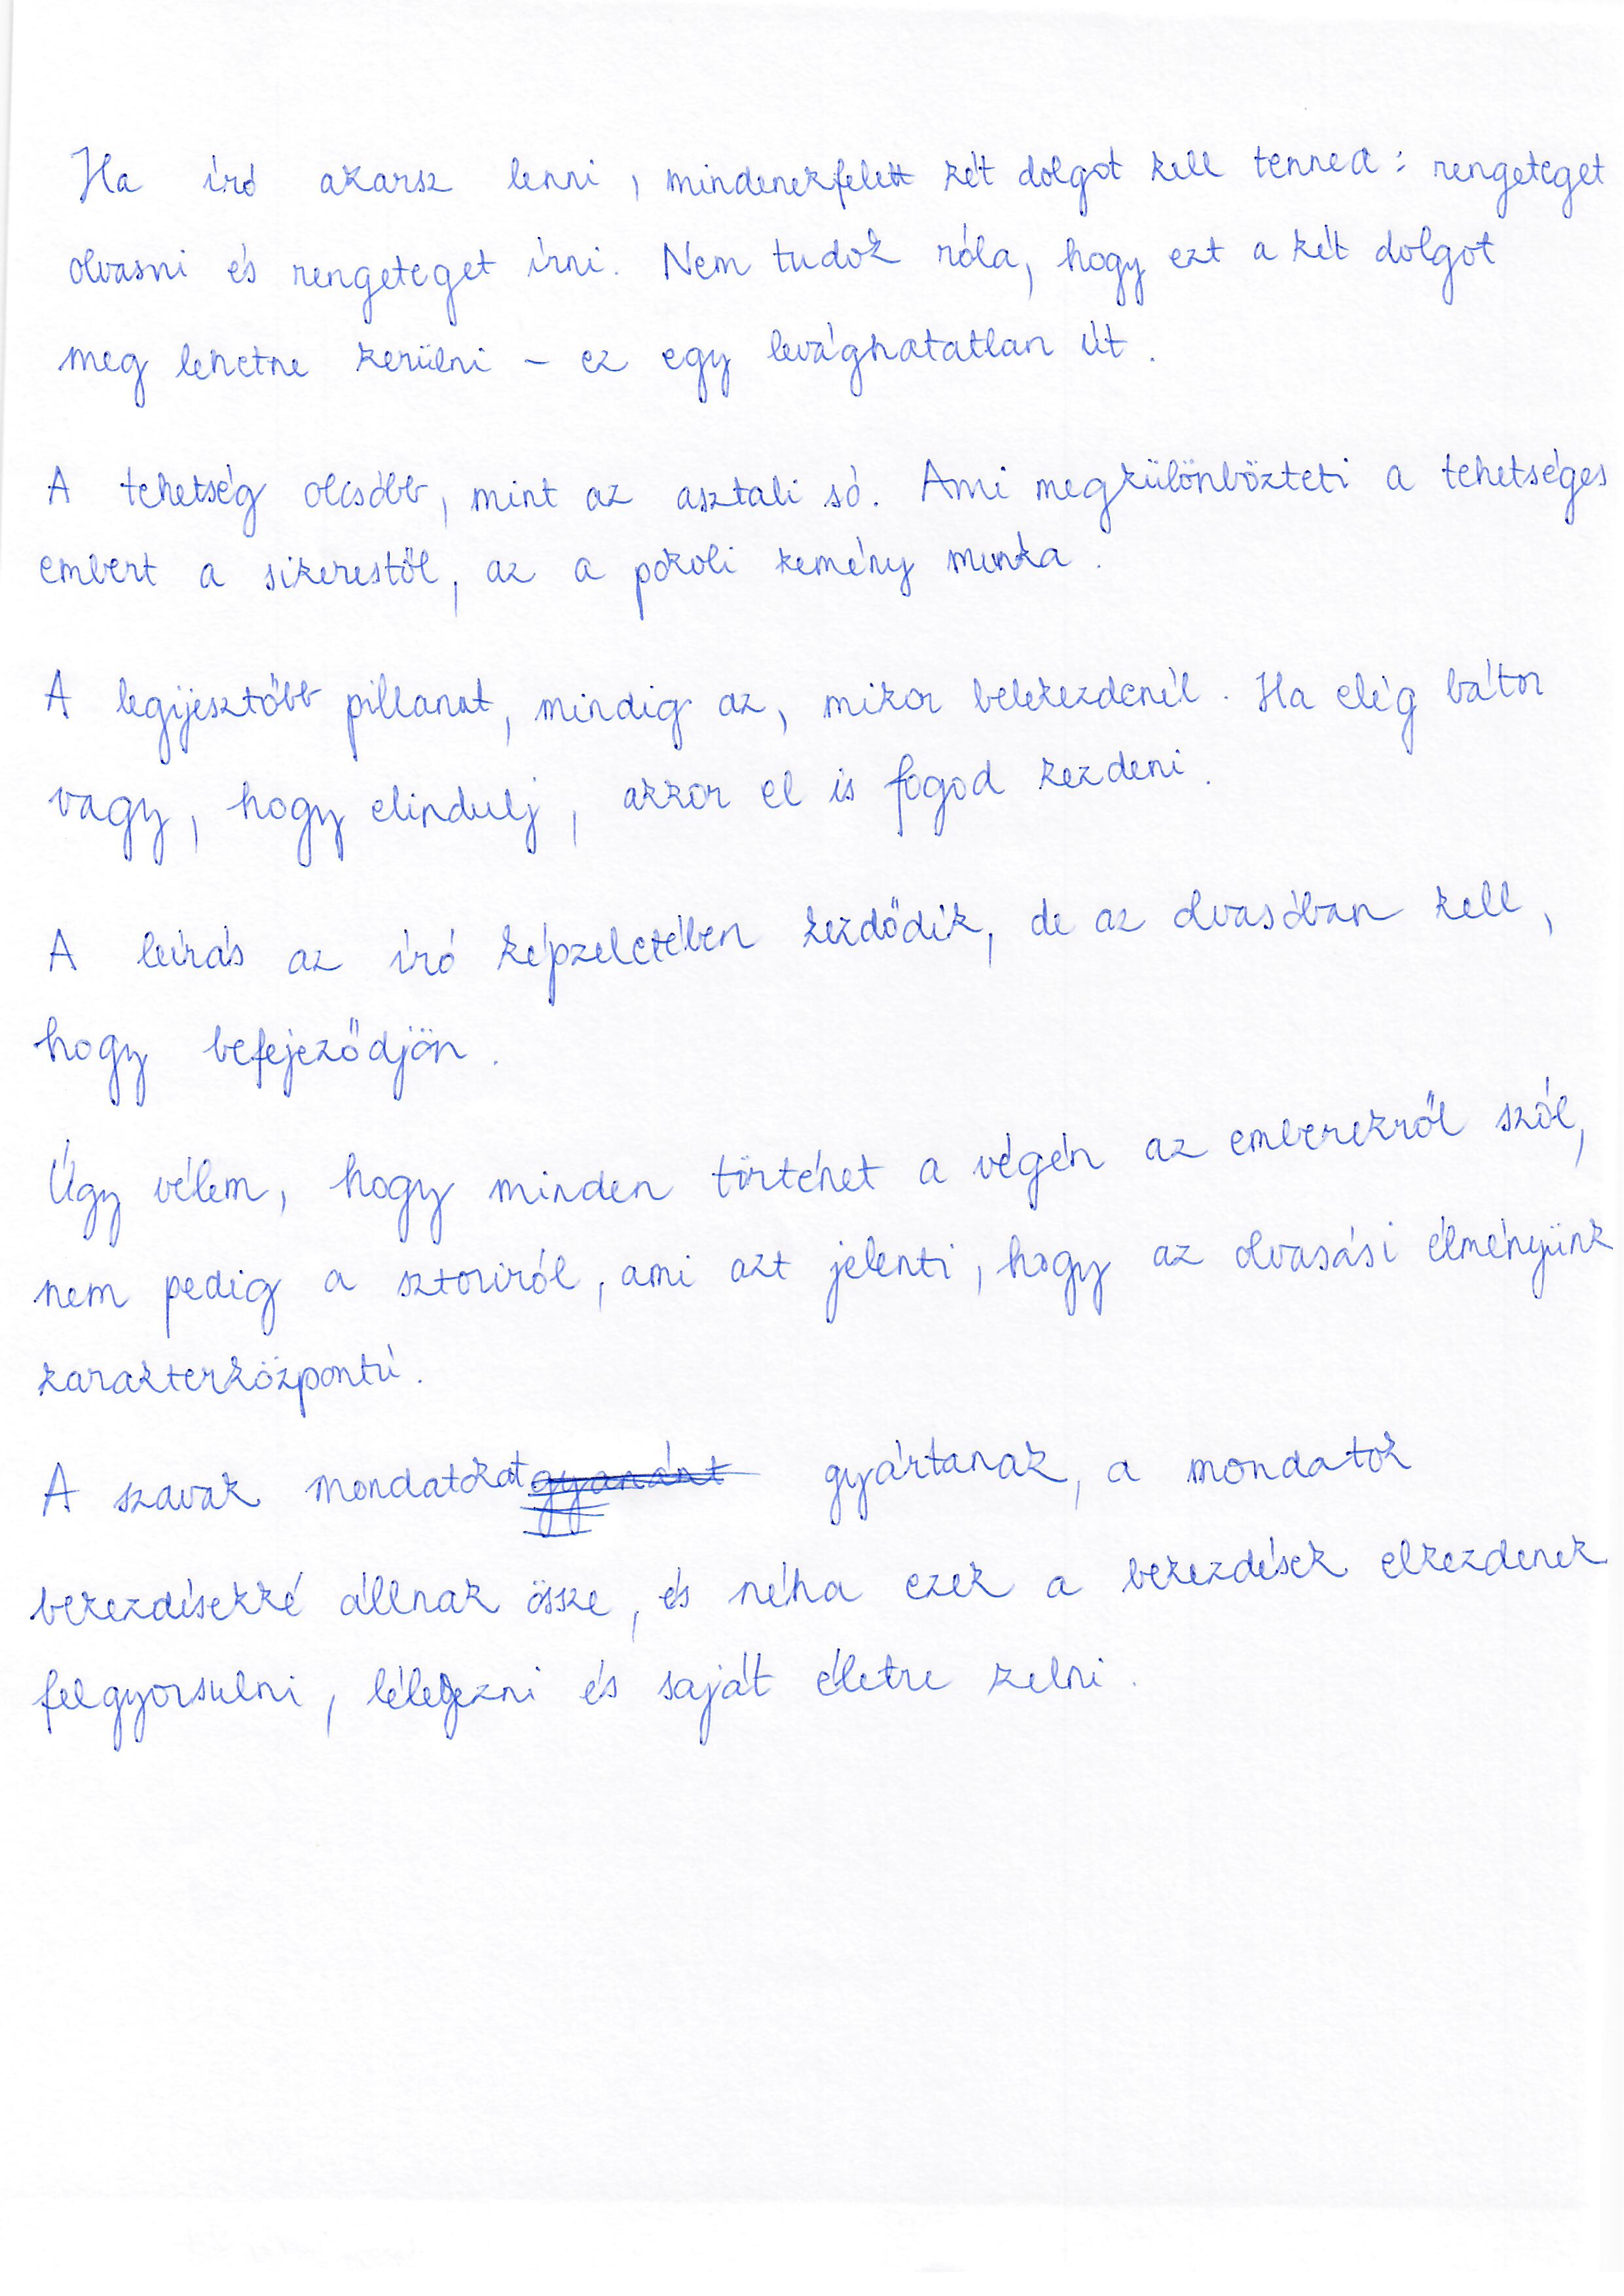 Ha író akarsz lenni, mindenekfelett két dolgot kell tenned: rengeteget
olvasni és rengeteget írni. Nem tudok róla, hogy ezt a két dolgot
meg lehetne kerülni – ez egy levághatatlan út.
A tehetség olcsóbb, mint az asztali só. Ami megkülönbözteti a tehetséges
embert a sikerestől, az a pokoli kemény munka.
A legijesztőbb pillanat, mindig az, mikor belekezdenél. Ha elég bátor
vagy, hogy elindulj, akkor el is fogod kezdeni.
A leírás az író képzeletében kezdődik, de az olvasóban kell,
hogy befejeződjön.
Úgy vélem, hogy minden történet a végén az emberekről szól,
nem pedig a sztoriról, ami azt jelenti, hogy az olvasási élményünk
karakterközpontú.
A szavak mondatokat gyanánt gyártanak, a mondatok
bekezdésekké állnak össze, és néha ezek a bekezdések elkezdenek
felgyorsulni, lélegezni és saját életre kelni.